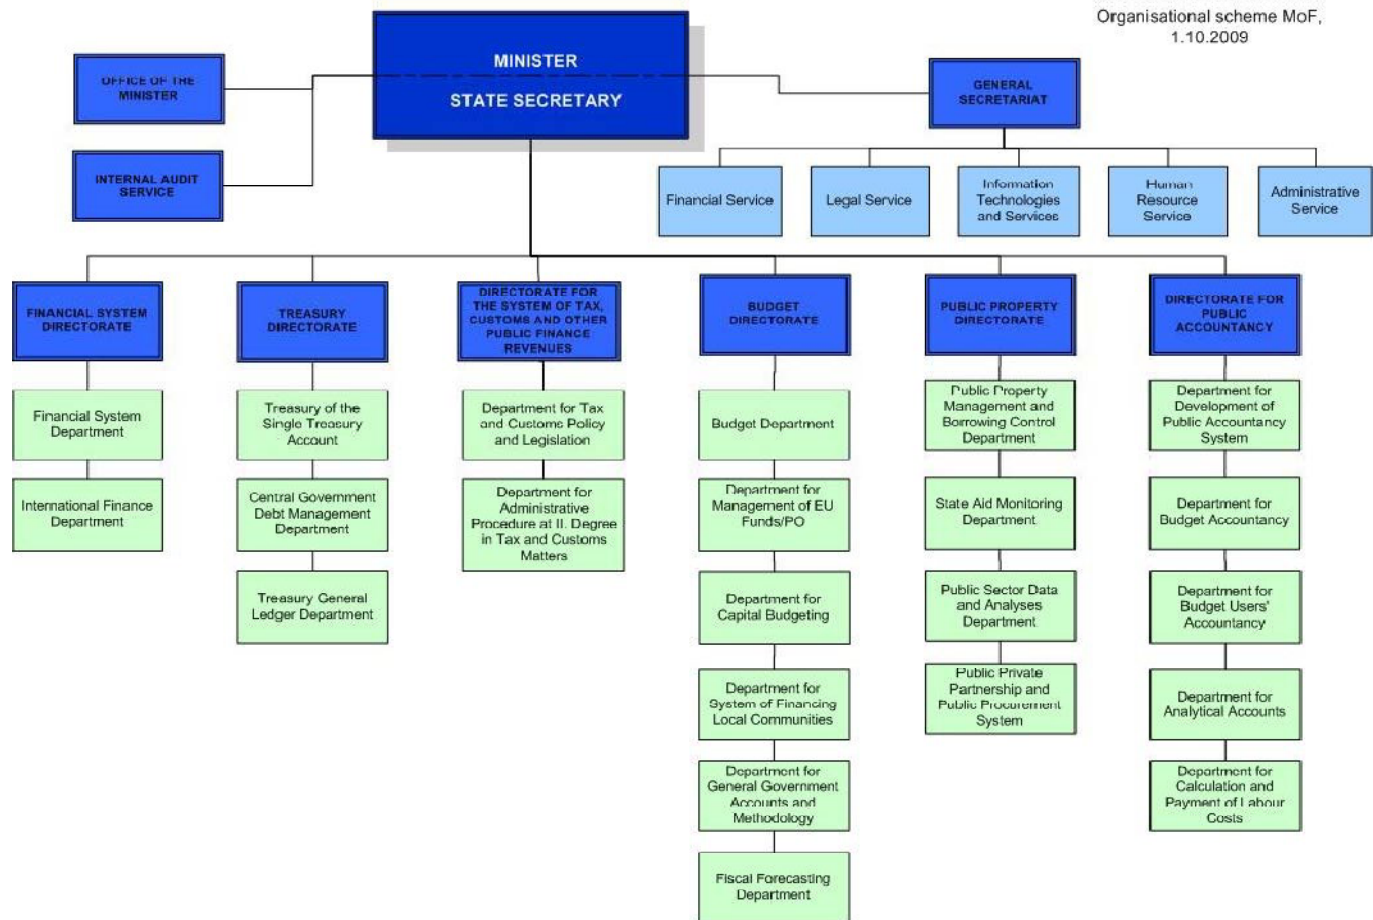 Organisational scheme MoF,
1.10.2009
MINISTER
STATE SECRETARY
OFFICE OF THE
MINISTER
INTERNAL AUDIT
SERVICE
GENERAL
SECRETARIAT
Financial Service
Legal Service
Information
Technologies
and Services
Human
Resource
Service
Administrative
Service
FINANCIAL SYSTEM
DIRECTORATE
TREASURY
DIRECTORATE
DIRECTORATE FOR
THE SYSTEM OF TAX,
CUSTOMS AND OTHER
PUBLIC FINANCE
REVENUES
BUDGET
DIRECTORATE
PUBLIC PROPERTY
DIRECTORATE
DIRECTORATE FOR
PUBLIC
ACCOUNTANCY
Financial System
Department
International Finance
Department
Treasury of the
Single Treasury
Account
Central Government
Debt Management
Department
Treasury General
Ledger Department
Department for Tax
and Customs Policy
and Legislation
Department for
Administrative
Procedure at II. Degree
in Tax and Customs
Matters
Budget Department
Department for
Management of EU
Funds/PO
Department for
Capital Budgeting
Department for
System of Financing
Local Communities
Department for
General Government
Accounts and
Methodology
Fiscal Forecasting
Department
Public Property
Management and
Borrowing Control
Department
State Aid Monitoring
Department
Public Sector Data
and Analyses
Department
Public Private
Partnership and
Public Procurement
System
Department for
Development of
Public Accountancy
System
Department for
Budget Accountancy
Department for
Budget Users'
Accountancy
Department for
Analytical Accounts
Department for
Calculation and
Payment of Labour
Costs